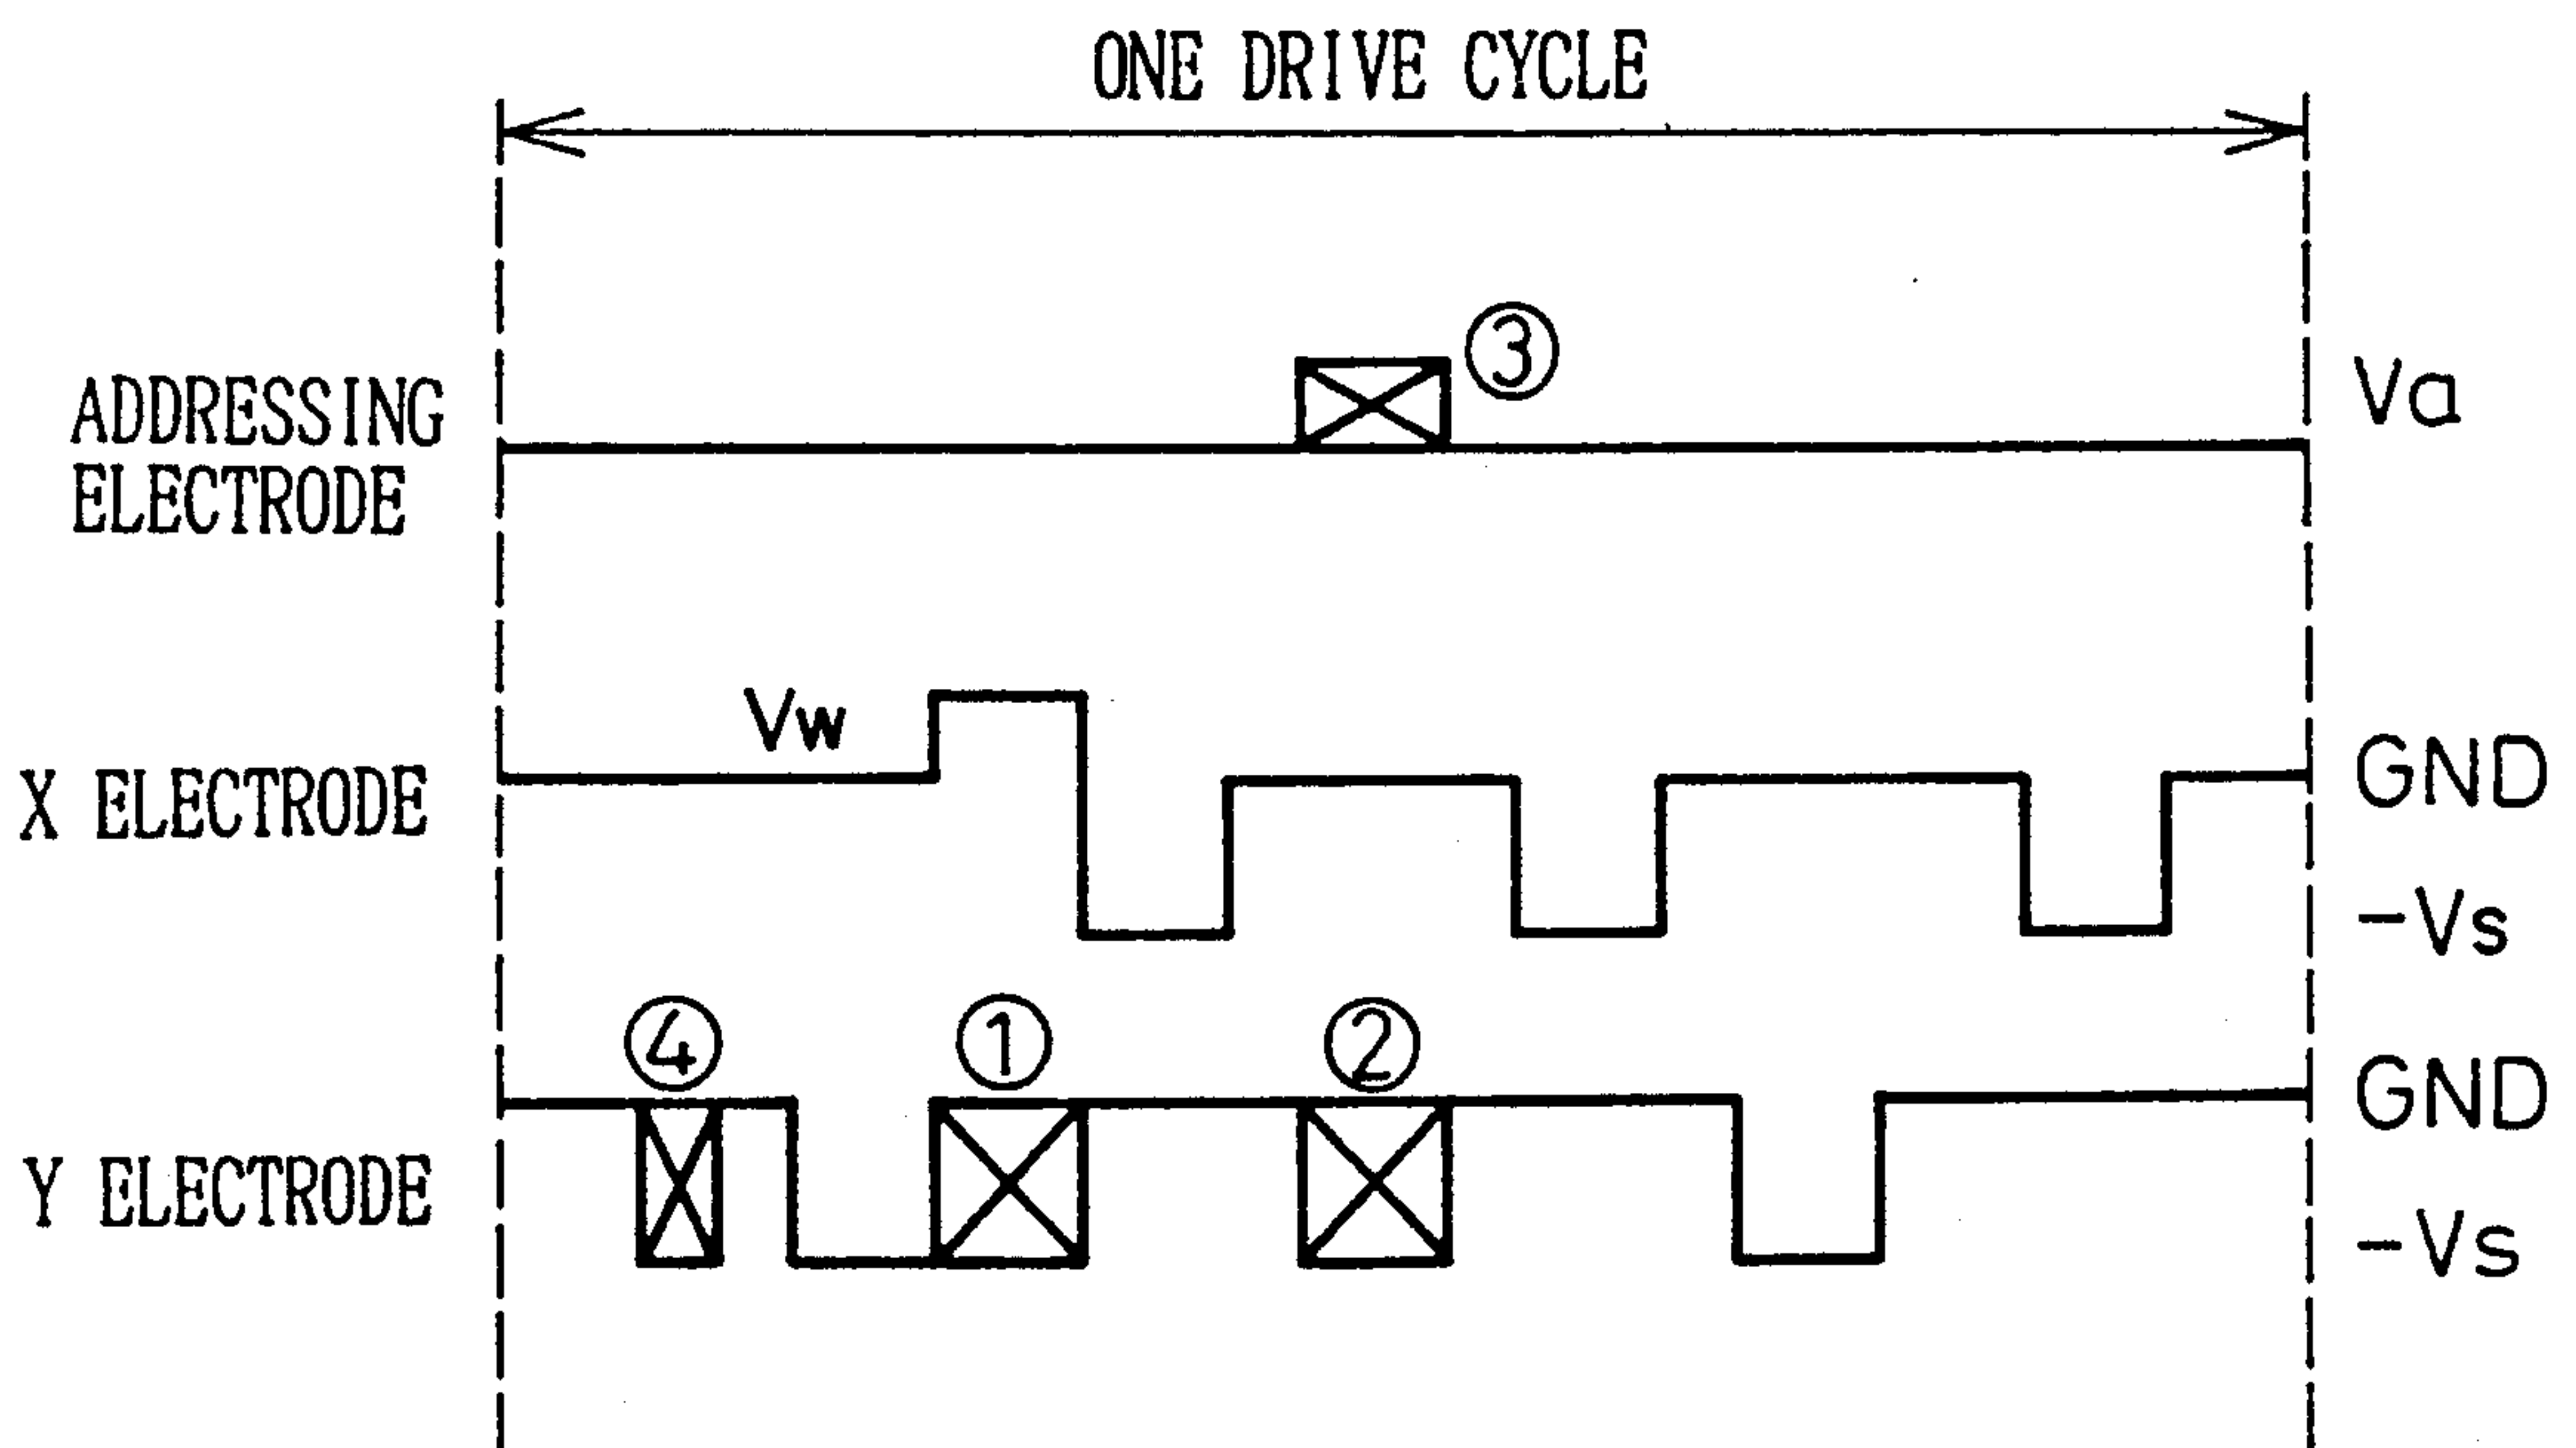 ONE DRIVE CYCLE
③
ADDRESSING
ELECTRODE
Va
Vw
X ELECTRODE
GND
-Vs
④ ① ②
Y ELECTRODE
GND
-Vs